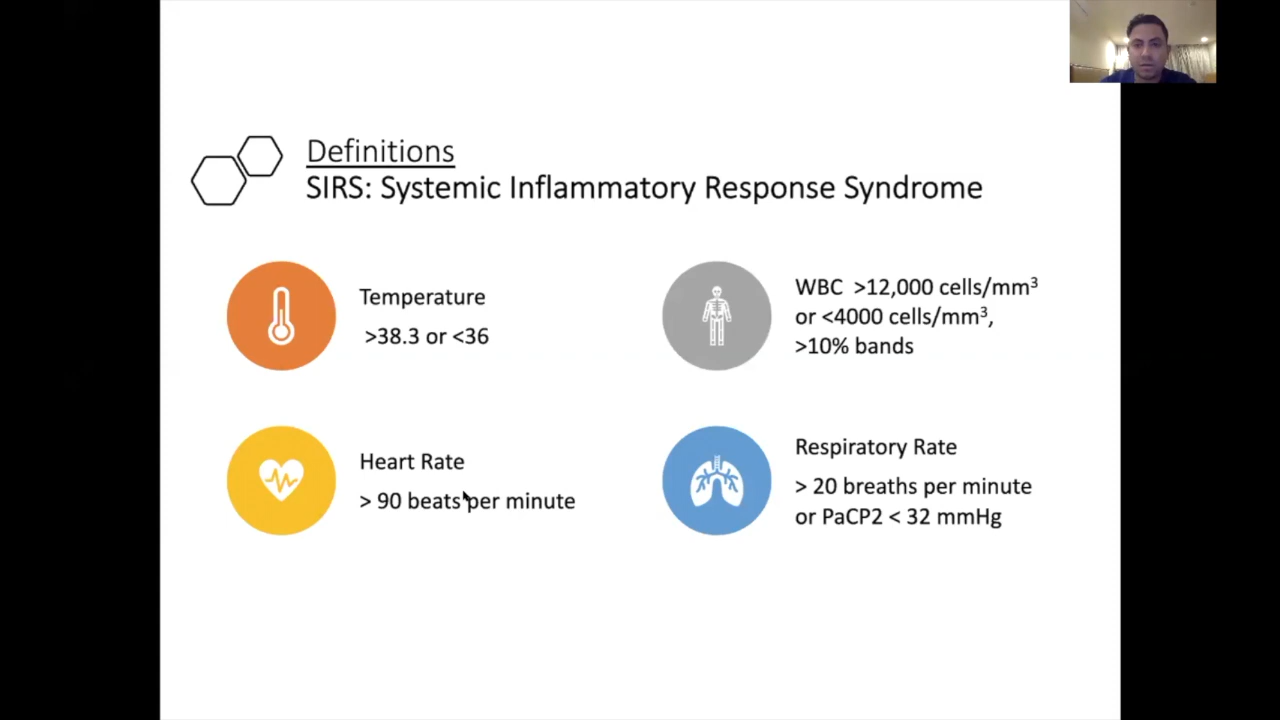 Definitions
SIRS: Systemic Inflammatory Response Syndrome
Temperature
>38.3 or <36
WBC >12,000 cells/mm³
or <4000 cells/mm³,
>10% bands
Heart Rate
> 90 beats per minute
Respiratory Rate
> 20 breaths per minute
or PaCP2 < 32 mmHg